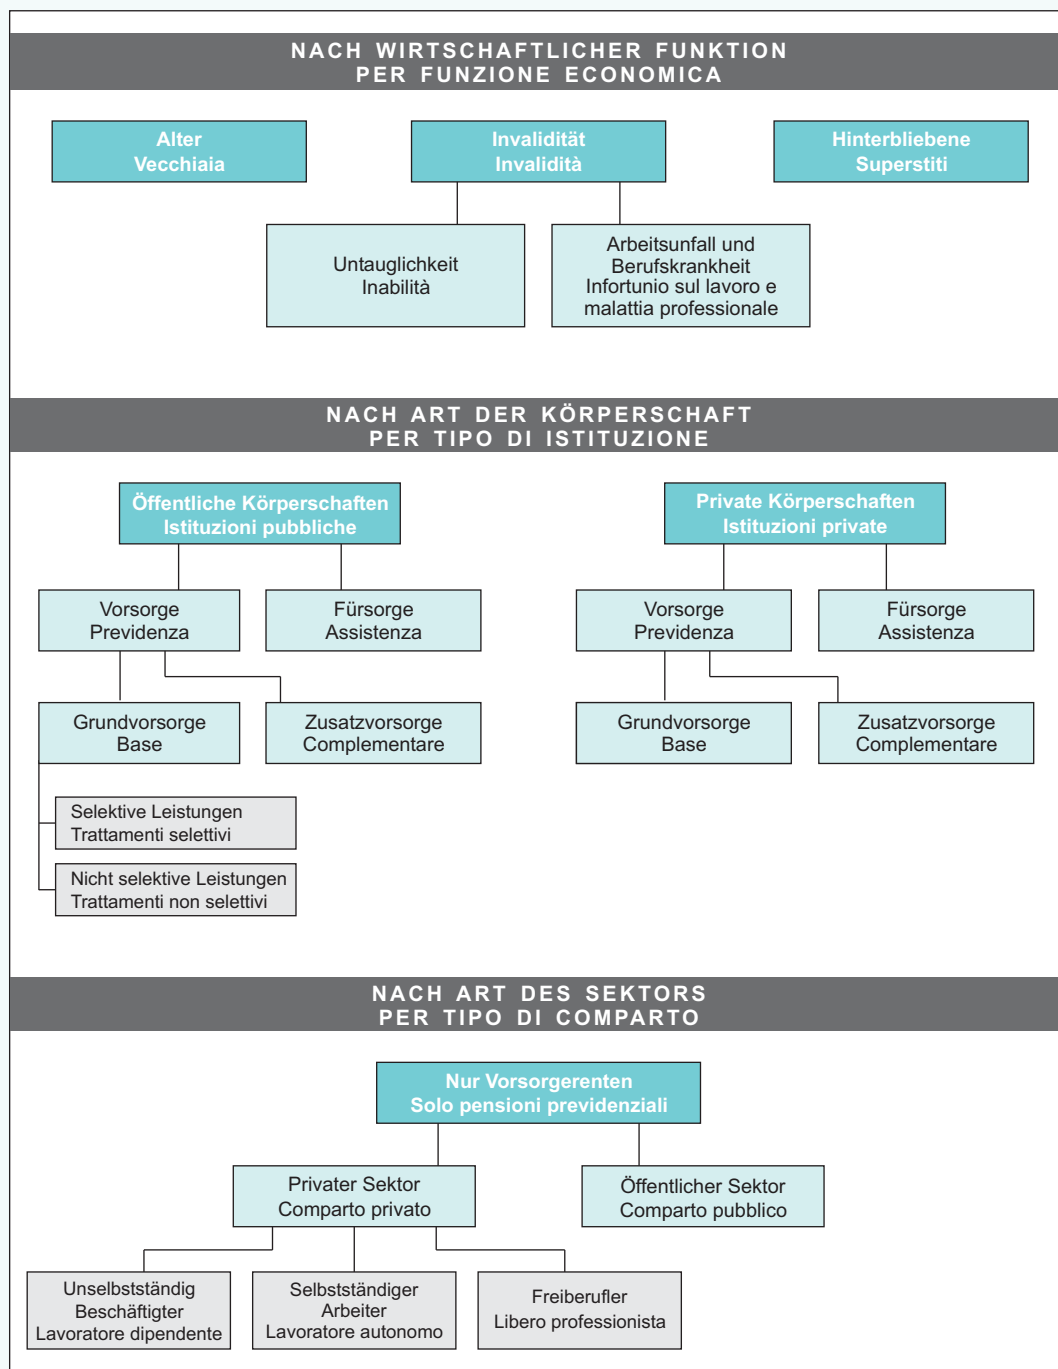 NACH WIRTSCHAFTLICHER FUNKTION
PER FUNZIONE ECONOMICA
Alter
Vecchiaia
Invalidität
Invalidità
Hinterbliebene
Superstiti
Untauglichkeit
Inabilità
Arbeitsunfall und
Berufskrankheit
Infortunio sul lavoro e
malattia professionale
NACH ART DER KÖRPERSCHAFT
PER TIPO DI ISTITUZIONE
Öffentliche Körperschaften
Istituzioni pubbliche
Private Körperschaften
Istituzioni private
Vorsorge
Previdenza
Fürsorge
Assistenza
Vorsorge
Previdenza
Fürsorge
Assistenza
Grundvorsorge
Base
Zusatzvorsorge
Complementare
Grundvorsorge
Base
Zusatzvorsorge
Complementare
Selektive Leistungen
Trattamenti selettivi
Nicht selektive Leistungen
Trattamenti non selettivi
NACH ART DES SEKTORS
PER TIPO DI COMPARTO
Nur Vorsorgerenten
Solo pensioni previdenziali
Privater Sektor
Comparto privato
Öffentlicher Sektor
Comparto pubblico
Unselbstständig
Beschäftigter
Lavoratore dipendente
Selbstständiger
Arbeiter
Lavoratore autonomo
Freiberufler
Libero professionista